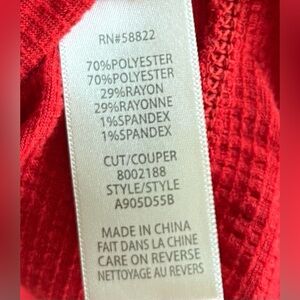 RN#58822
70%POLYESTER
70%POLYESTER
29%RAYON
29%RAYONNE
1%SPANDEX
1%SPANDEX
CUT/COUPER
8002188
STYLE/STYLE
A905DS5B
MADE IN CHINA
FAIT DANS LA CHINE
CARE ON REVERSE
NETTOYAGE AU REVERS